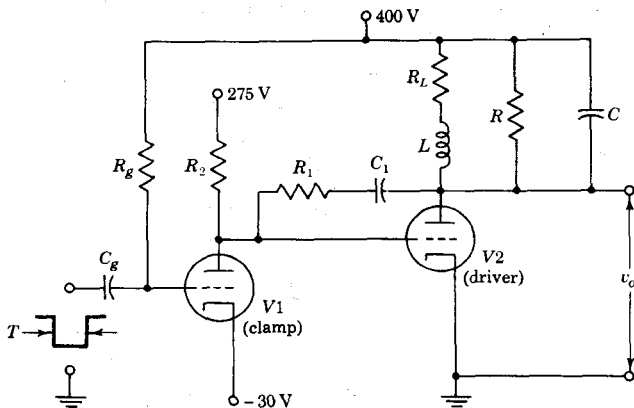 400 V
R_L
275 V
R
C
L
R_g
R_2
R_1
C_1
C_g
V2
(driver)
v_o
V1
(clamp)
T
-30 V